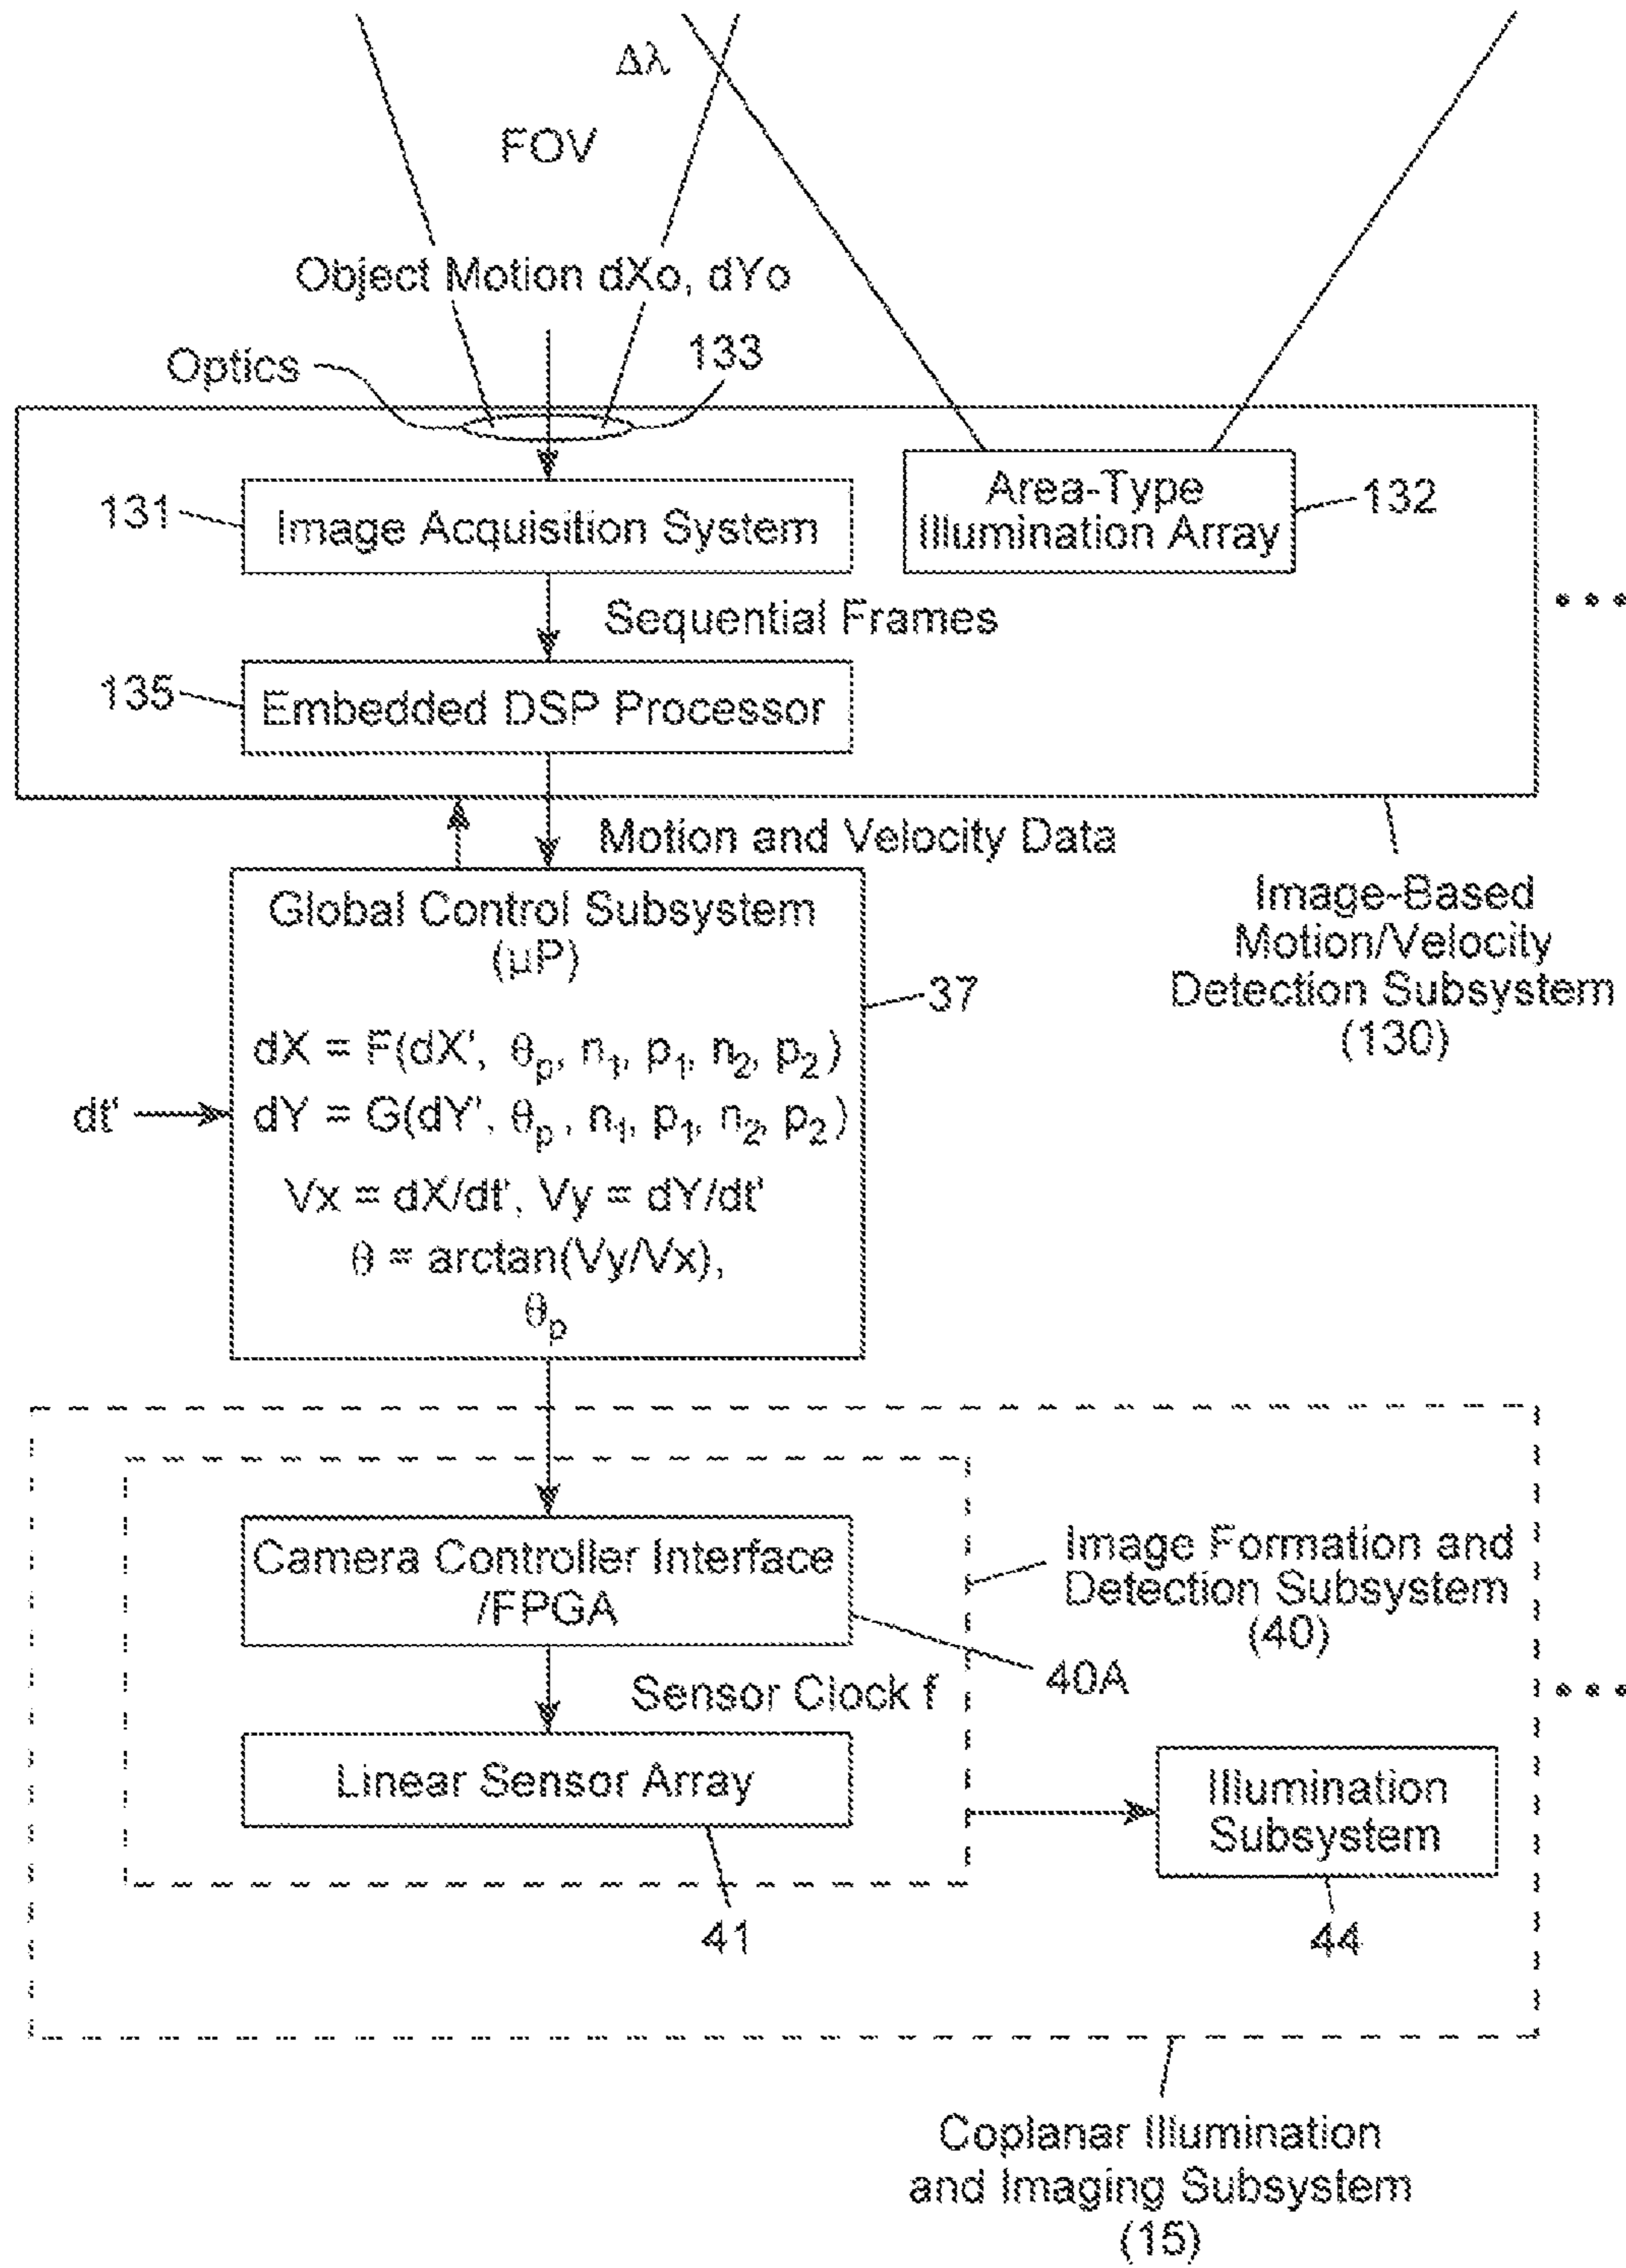 Δλ
FOV
Object Motion dXo, dYo
Optics
133
131
Image Acquisition System
Area-Type
Illumination Array
132
Sequential Frames
135
Embedded DSP Processor
Motion and Velocity Data
Image-Based
Motion/Velocity
Detection Subsystem
(130)
Global Control Subsystem
(µP)
37
dX = F(dX', θp, n1, p1, n2, p2)
dt'
dY = G(dY', θp, n1, p1, n2, p2)
Vx = dX/dt', Vy = dY/dt'
θ = arctan(Vy/Vx),
θp
Camera Controller Interface
/FPGA
Image Formation and
Detection Subsystem
(40)
40A
Sensor Clock f
Linear Sensor Array
41
Illumination
Subsystem
44
Coplanar Illumination
and Imaging Subsystem
(15)